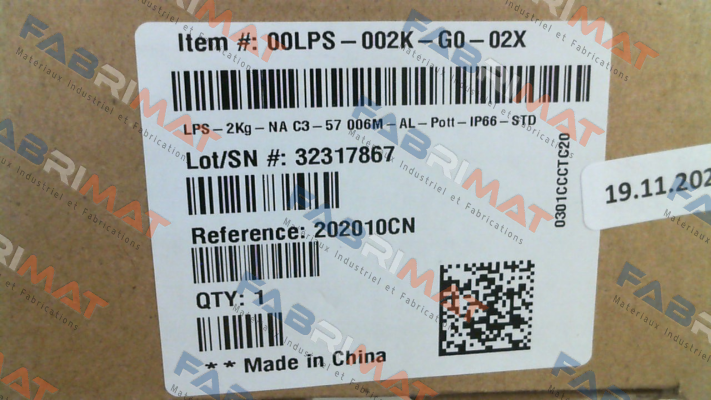 Item #: 00LPS-002K-G0-02X
LPS-2Kg-NA C3-57 006M-AL-Pott-IP66-STD
Lot/SN #: 32317867
Reference: 202010CN
QTY: 1
** Made in China
0301CCCTC20
19.11.202
FABRIMAT
Materiaux Industriel et Fabrications